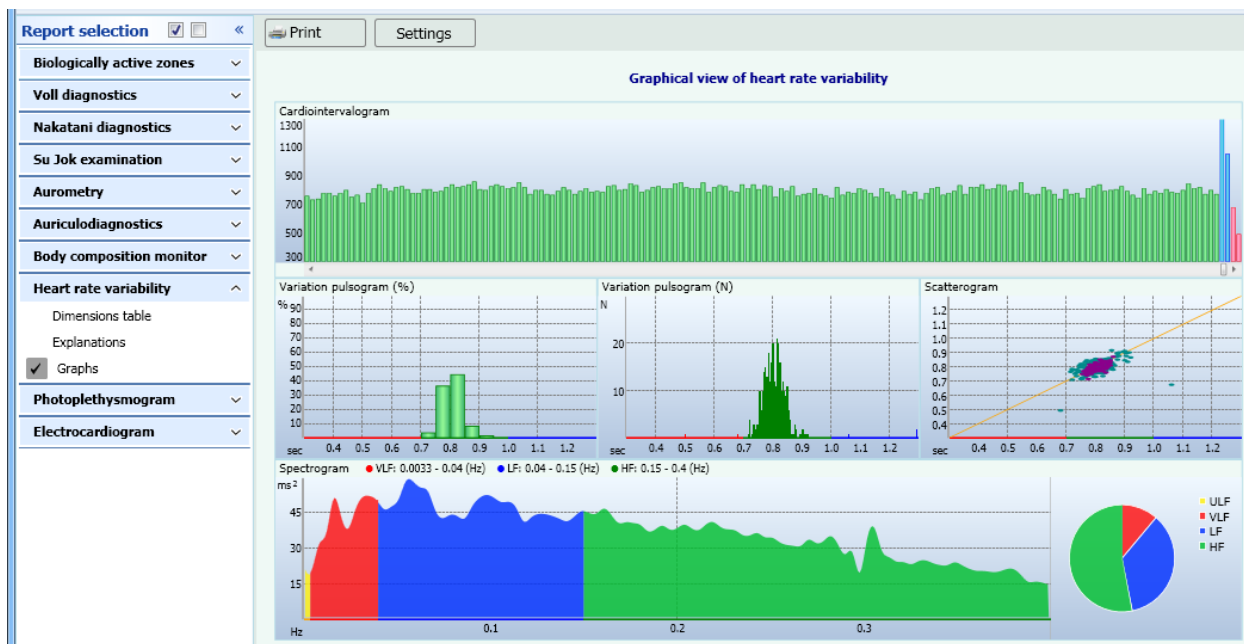 Report selection «
Biologically active zones
Voll diagnostics
Nakatani diagnostics
Su Jok examination
Aurometry
Auriculodiagnostics
Body composition monitor
Heart rate variability
Dimensions table
Explanations
Graphs
Photoplethysmogram
Electrocardiogram
Print Settings
Graphical view of heart rate variability
Cardiointervalogram
1300
1100
900
700
500
300
Variation pulsogram (%)
% 90
80
70
60
50
40
30
20
10
sec 0.4 0.5 0.6 0.7 0.8 0.9 1.0 1.1 1.2
Variation pulsogram (N)
N
20
10
sec 0.4 0.5 0.6 0.7 0.8 0.9 1.0 1.1 1.2
Scatterogram
1.2
1.1
1.0
0.9
0.8
0.7
0.6
0.5
0.4
sec 0.4 0.5 0.6 0.7 0.8 0.9 1.0 1.1 1.2
Spectrogram VLF: 0.0033 - 0.04 (Hz) LF: 0.04 - 0.15 (Hz) HF: 0.15 - 0.4 (Hz)
ms²
45
30
15
Hz 0.1 0.2 0.3
ULF
VLF
LF
HF